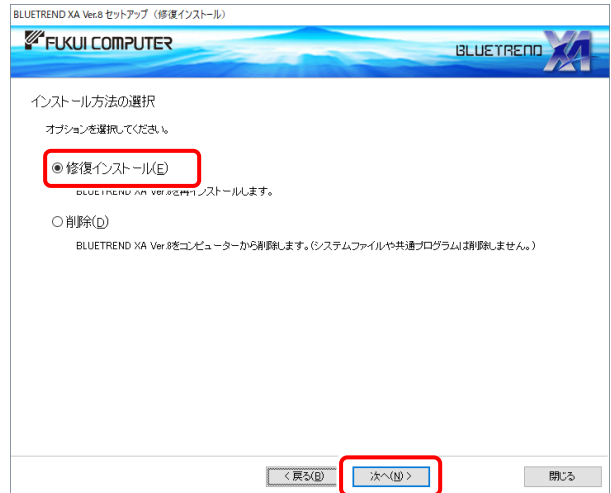 BLUETREND XA Ver.8 セットアップ（修復インストール）
FUKUI COMPUTER
BLUETREND XA
インストール方法の選択
オプションを選択してください。
修復インストール(E)
BLUETREND XA Ver.8を再インストールします。
削除(D)
BLUETREND XA Ver.8をコンピューターから削除します。(システムファイルや共通プログラムは削除しません。)
< 戻る(B)
次へ(N) >
閉じる